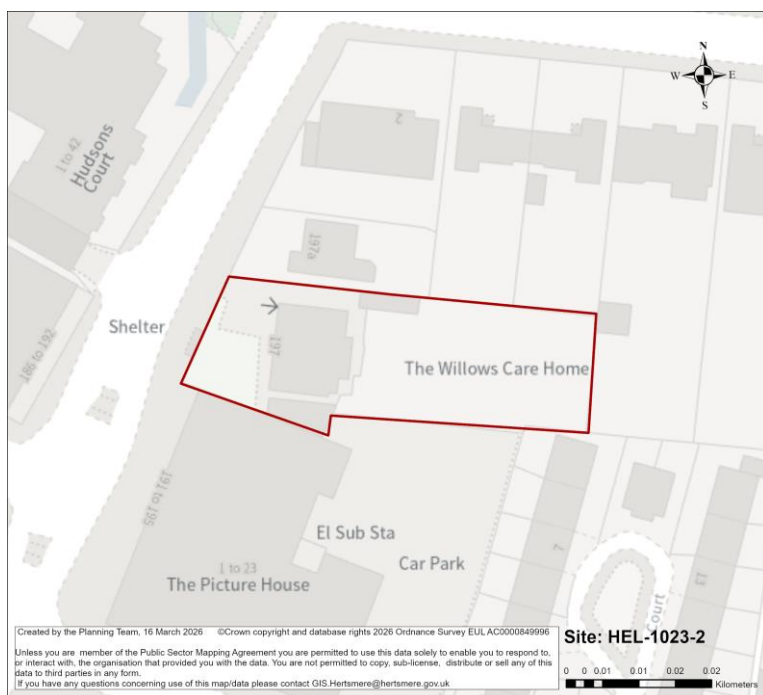 N
W E
S
2
1 to 42
Hudsons
Court
197a
Shelter
197
The Willows Care Home
186 to 192
191 to 195
El Sub Sta
7
1 to 23
Car Park
13
The Picture House
Court
Created by the Planning Team, 16 March 2026 ©Crown copyright and database rights 2026 Ordnance Survey EUL AC0000849996
Unless you are member of the Public Sector Mapping Agreement you are permitted to use this data solely to enable you to respond to,
or interact with, the organisation that provided you with the data. You are not permitted to copy, sub-license, distribute or sell any of this
data to third parties in any form.
If you have any questions concerning use of this map/data please contact GIS.Hertsmere@hertsmere.gov.uk
Site: HEL-1023-2
0 0 0.01 0.01 0.02 0.02
Kilometers